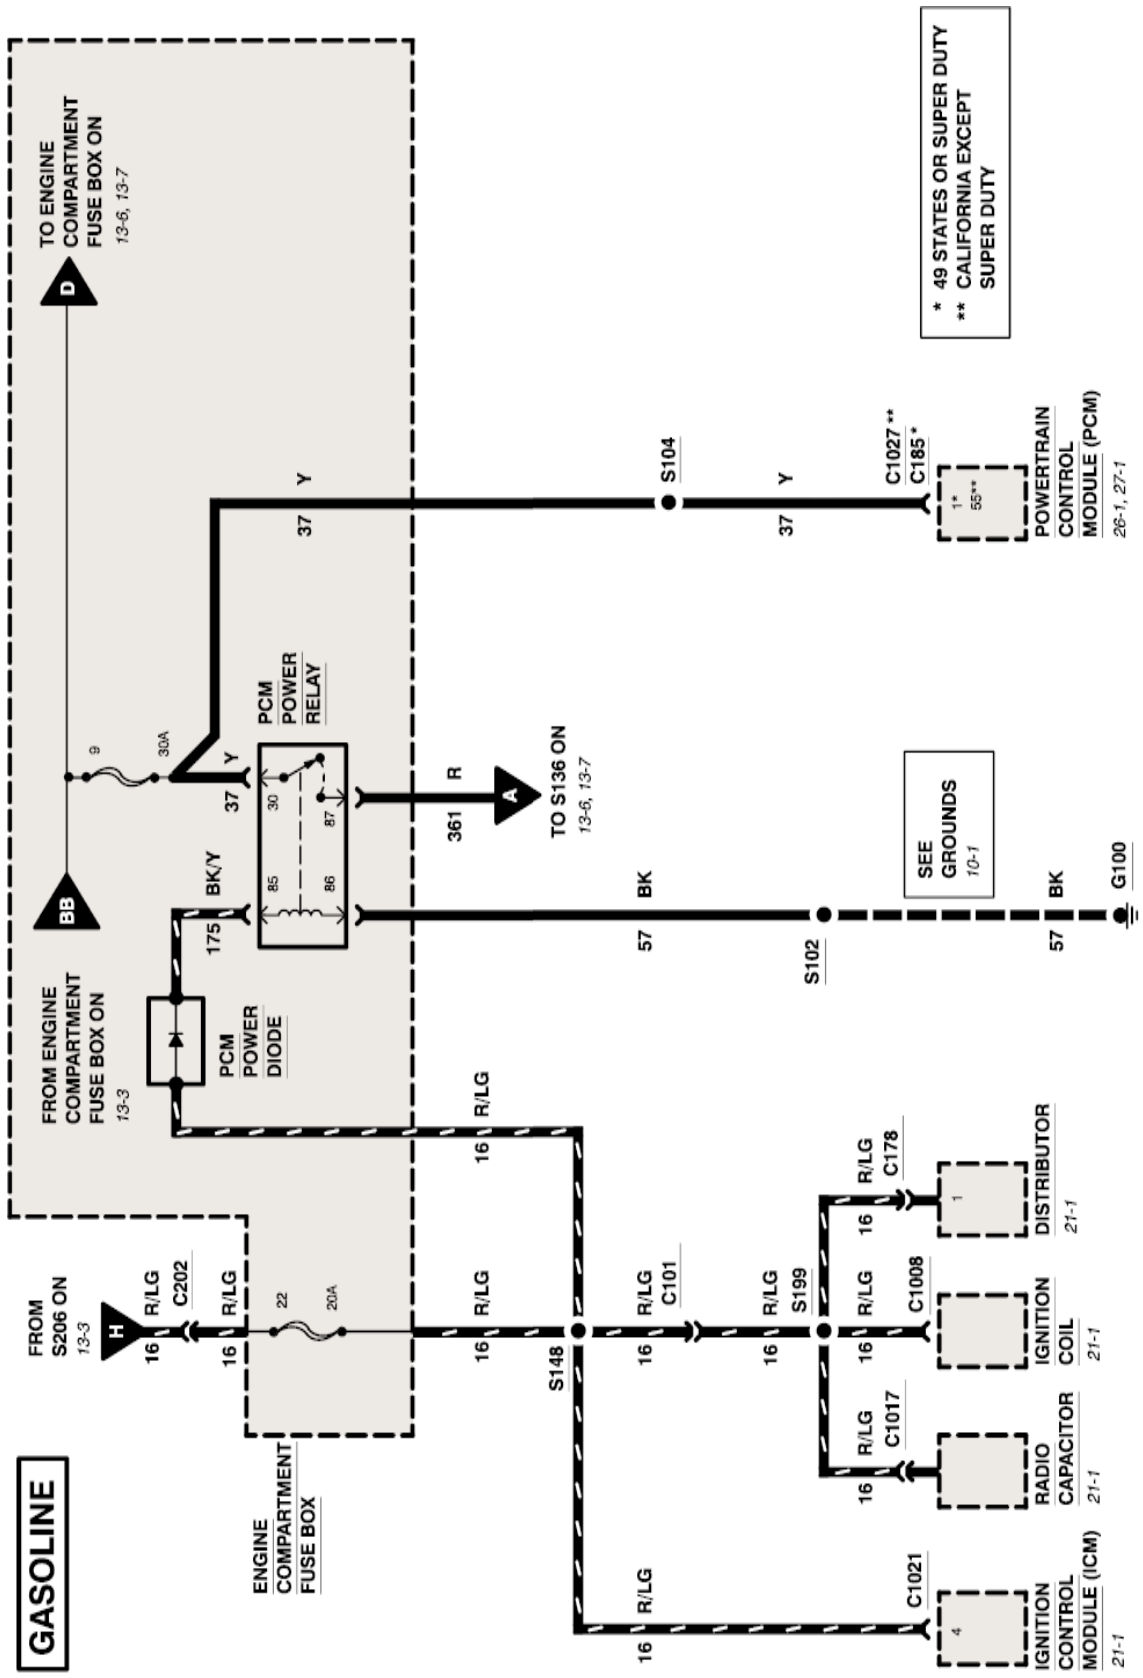 GASOLINE
FROM
S206 ON
13-3
H
16 R/LG
C202
16 R/LG
22
20A
ENGINE
COMPARTMENT
FUSE BOX
FROM ENGINE
COMPARTMENT
FUSE BOX ON
13-3
BB
TO ENGINE
COMPARTMENT
FUSE BOX ON
13-6, 13-7
D
9
30A
PCM
POWER
DIODE
175 BK/Y
37 Y
85
30
86
87
PCM
POWER
RELAY
37 Y
16 R/LG
16 R/LG
361 R
A
TO S136 ON
13-6, 13-7
S148
S104
16 R/LG
16 R/LG
C101
57 BK
37 Y
16 R/LG
S199
S102
16 R/LG
C1017
16 R/LG
C1008
16 R/LG
C178
C1021
SEE
GROUNDS
10-1
C1027 **
C185 *
4
1
1*
55**
IGNITION
CONTROL
MODULE (ICM)
21-1
RADIO
CAPACITOR
21-1
IGNITION
COIL
21-1
DISTRIBUTOR
21-1
57 BK
G100
POWERTRAIN
CONTROL
MODULE (PCM)
26-1, 27-1
* 49 STATES OR SUPER DUTY
** CALIFORNIA EXCEPT
SUPER DUTY